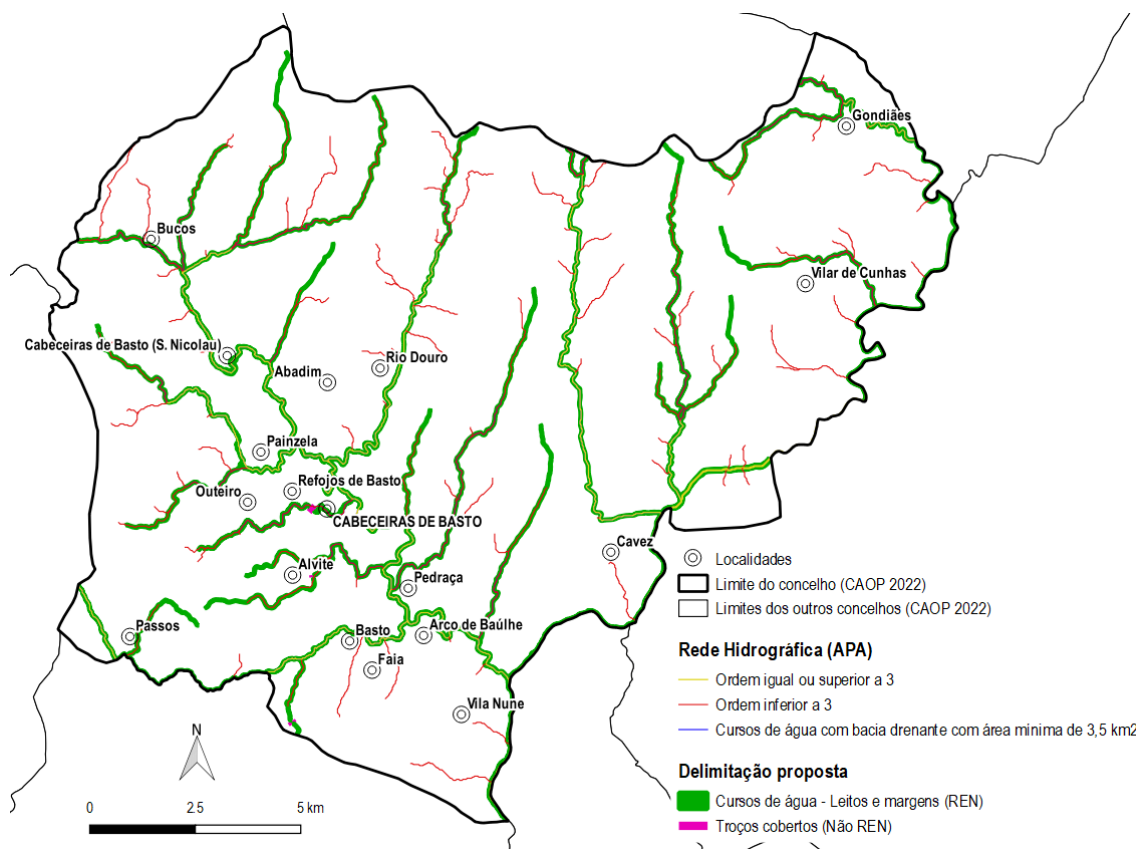 Gondiães
Bucos
Vilar de Cunhas
Cabeceiras de Basto (S. Nicolau)
Rio Douro
Abadim
Painzela
Refojos de Basto
Outeiro
CABECEIRAS DE BASTO
Cavez
Alvite
Pedraça
Passos
Basto
Arco de Baúlhe
Faia
Vila Nune
N
0 2.5 5 km
Localidades
Limite do concelho (CAOP 2022)
Limites dos outros concelhos (CAOP 2022)
Rede Hidrográfica (APA)
Ordem igual ou superior a 3
Ordem inferior a 3
Cursos de água com bacia drenante com área mínima de 3,5 km2
Delimitação proposta
Cursos de água - Leitos e margens (REN)
Troços cobertos (Não REN)